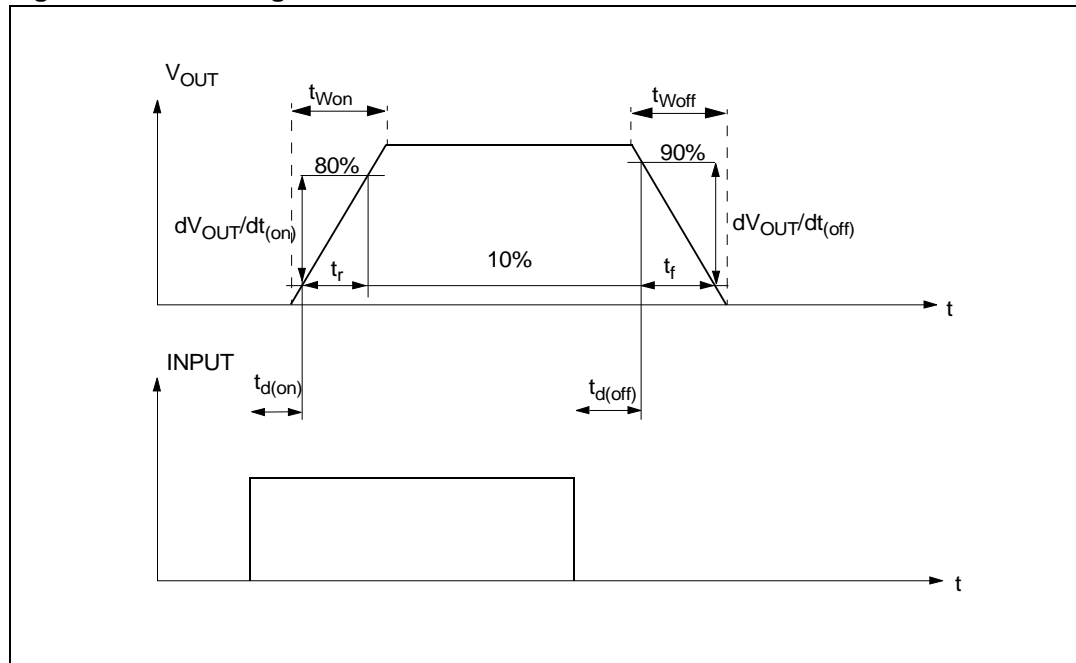 V_OUT
t_Won
t_Woff
80%
90%
dV_OUT/dt_(on)
dV_OUT/dt_(off)
t_r
10%
t_f
t
INPUT
t_d(on)
t_d(off)
t